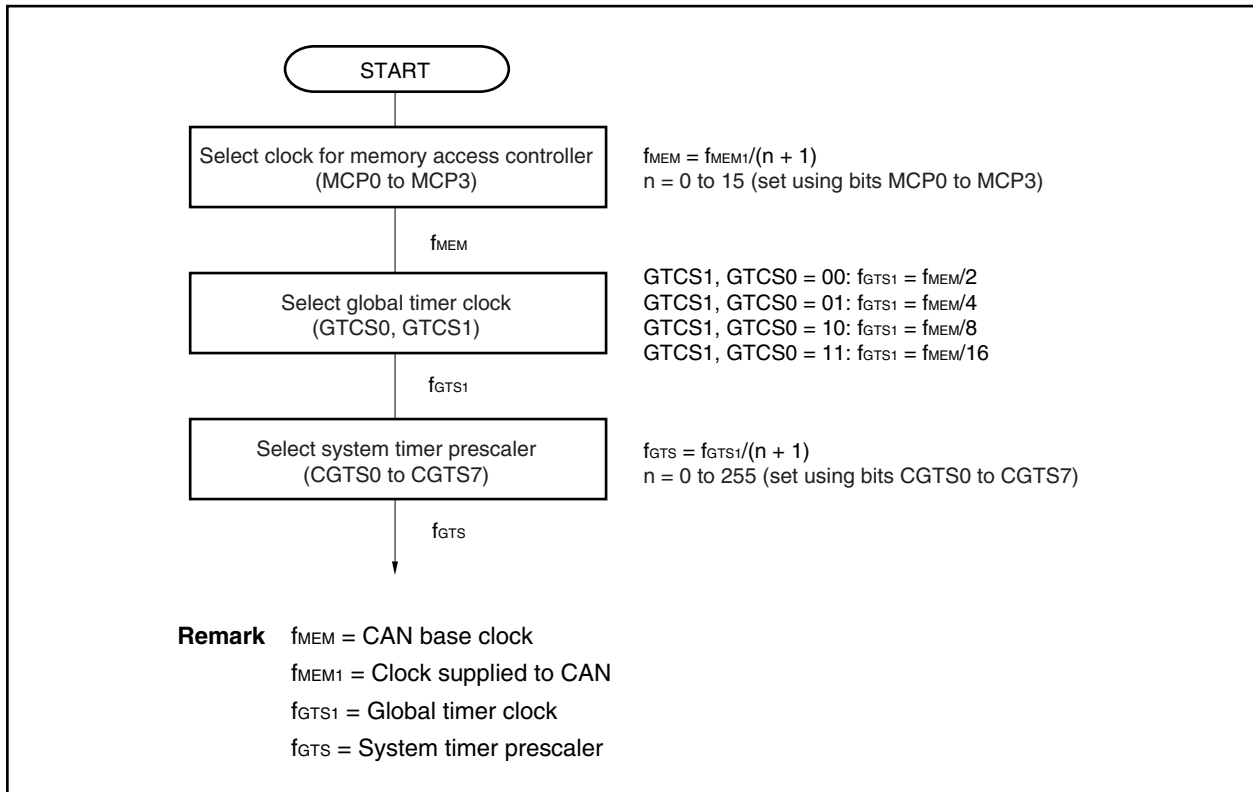 START
Select clock for memory access controller
(MCP0 to MCP3)
fMEM = fMEM1/(n + 1)
n = 0 to 15 (set using bits MCP0 to MCP3)
fMEM
Select global timer clock
(GTCS0, GTCS1)
GTCS1, GTCS0 = 00: fGTS1 = fMEM/2
GTCS1, GTCS0 = 01: fGTS1 = fMEM/4
GTCS1, GTCS0 = 10: fGTS1 = fMEM/8
GTCS1, GTCS0 = 11: fGTS1 = fMEM/16
fGTS1
Select system timer prescaler
(CGTS0 to CGTS7)
fGTS = fGTS1/(n + 1)
n = 0 to 255 (set using bits CGTS0 to CGTS7)
fGTS
Remark fMEM = CAN base clock
fMEM1 = Clock supplied to CAN
fGTS1 = Global timer clock
fGTS = System timer prescaler